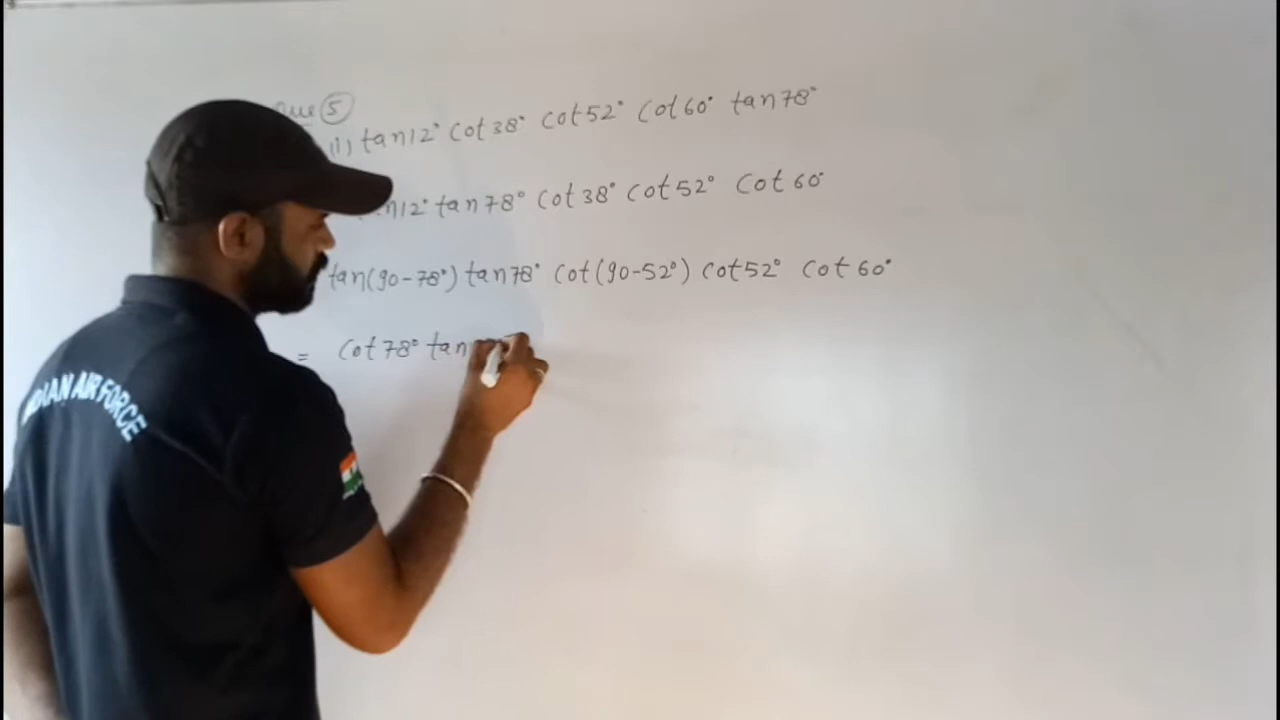 Que 5
(i) tan12° cot38° cot52° cot60° tan78°
tan78° cot38° cot52° cot60°
tan(90-78°) tan78° cot(90-52°) cot52° cot60°
= cot78° tan
INDIAN AIR FORCE